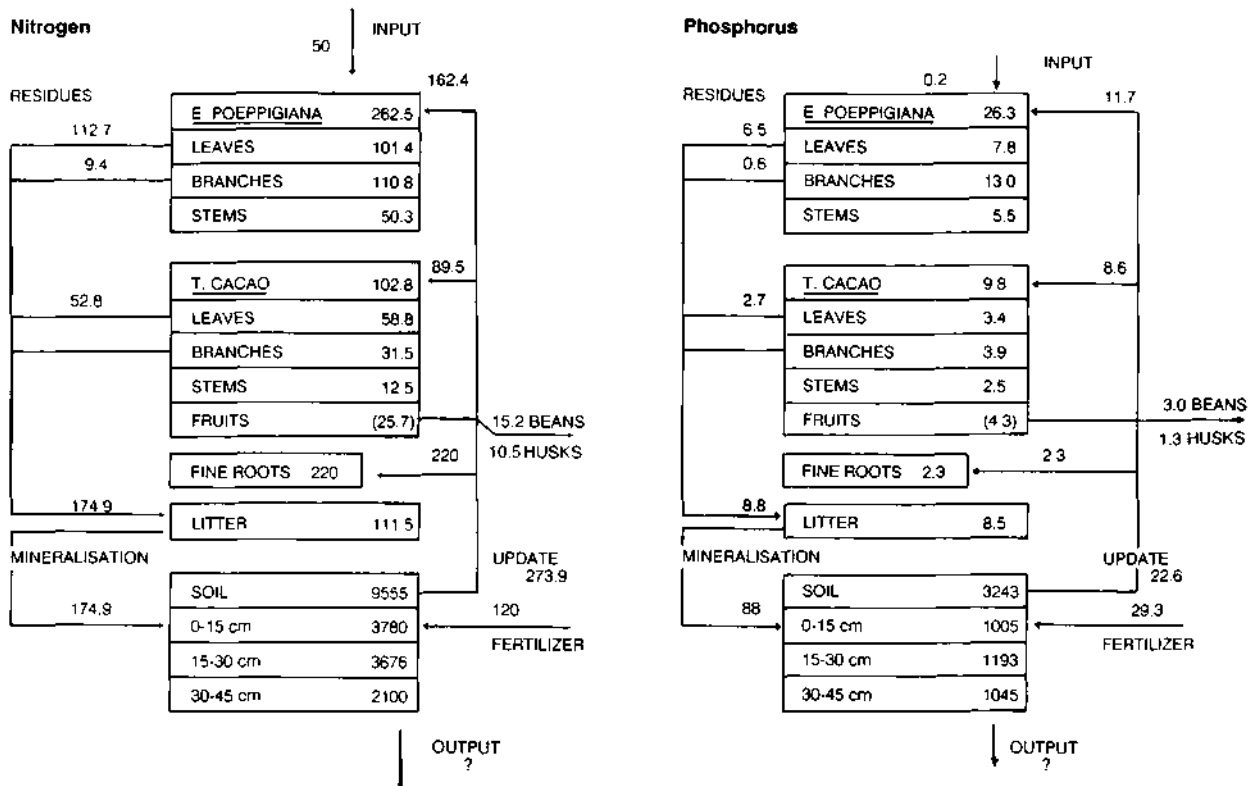 Nitrogen
INPUT
50
162.4
RESIDUES
E POEPPIGIANA 262.5
112.7
LEAVES 101 4
9.4
BRANCHES 110 8
STEMS 50.3
89.5
T. CACAO 102.8
52.8
LEAVES 58.8
BRANCHES 31.5
STEMS 12 5
FRUITS (25.7)
15.2 BEANS
10.5 HUSKS
220
FINE ROOTS 220
174 9
LITTER 111 5
MINERALISATION
UPDATE
273.9
SOIL 9555
174.9
120
0-15 cm 3780
FERTILIZER
15-30 cm 3676
30-45 cm 2100
OUTPUT
?
Phosphorus
INPUT
0.2
11.7
RESIDUES
E POEPPIGIANA 26.3
6 5
LEAVES 7.8
0.6
BRANCHES 13 0
STEMS 5.5
8.6
T. CACAO 9 8
2.7
LEAVES 3.4
BRANCHES 3.9
STEMS 2.5
FRUITS (4 3)
3.0 BEANS
1.3 HUSKS
2 3
FINE ROOTS 2.3
8.8
LITTER 8.5
MINERALISATION
UPDATE
22.6
SOIL 3243
88
29.3
0-15 cm 1005
FERTILIZER
15-30 cm 1193
30-45 cm 1045
OUTPUT
?